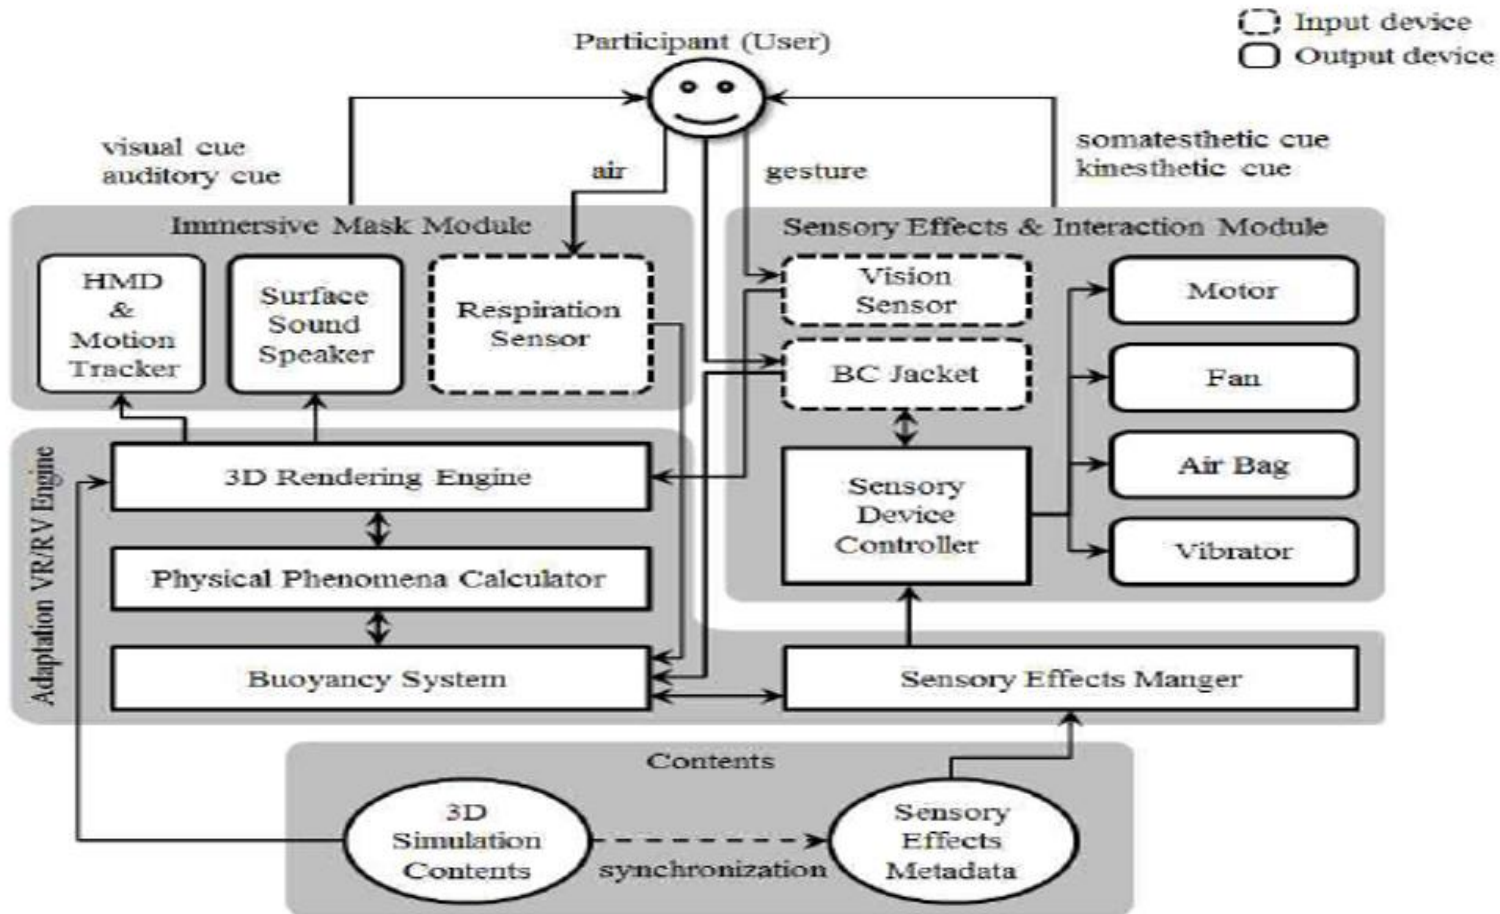 Input device
Output device
Participant (User)
visual cue
auditory cue
air
gesture
somatesthetic cue
kinesthetic cue
Immersive Mask Module
HMD
&
Motion
Tracker
Surface
Sound
Speaker
Respiration
Sensor
Sensory Effects & Interaction Module
Vision
Sensor
BC Jacket
Sensory
Device
Controller
Motor
Fan
Air Bag
Vibrator
Adaptation VR/RV Engine
3D Rendering Engine
Physical Phenomena Calculator
Buoyancy System
Sensory Effects Manger
Contents
3D
Simulation
Contents
synchronization
Sensory
Effects
Metadata